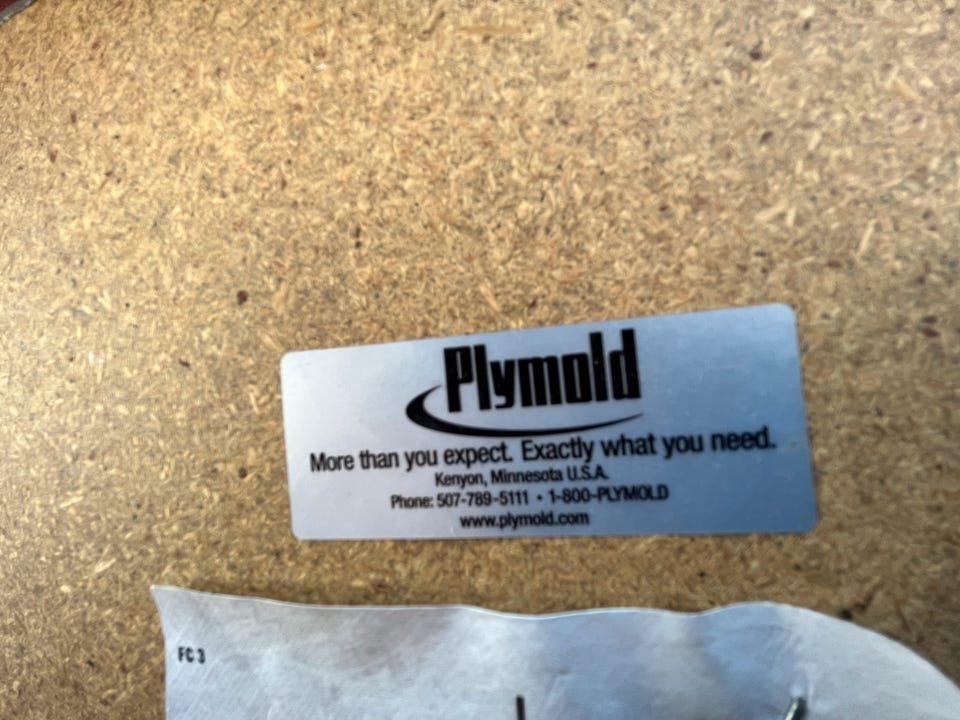 Plymold
More than you expect. Exactly what you need.
Kenyon, Minnesota U.S.A.
Phone: 507-789-5111 • 1-800-PLYMOLD
www.plymold.com
FC 3